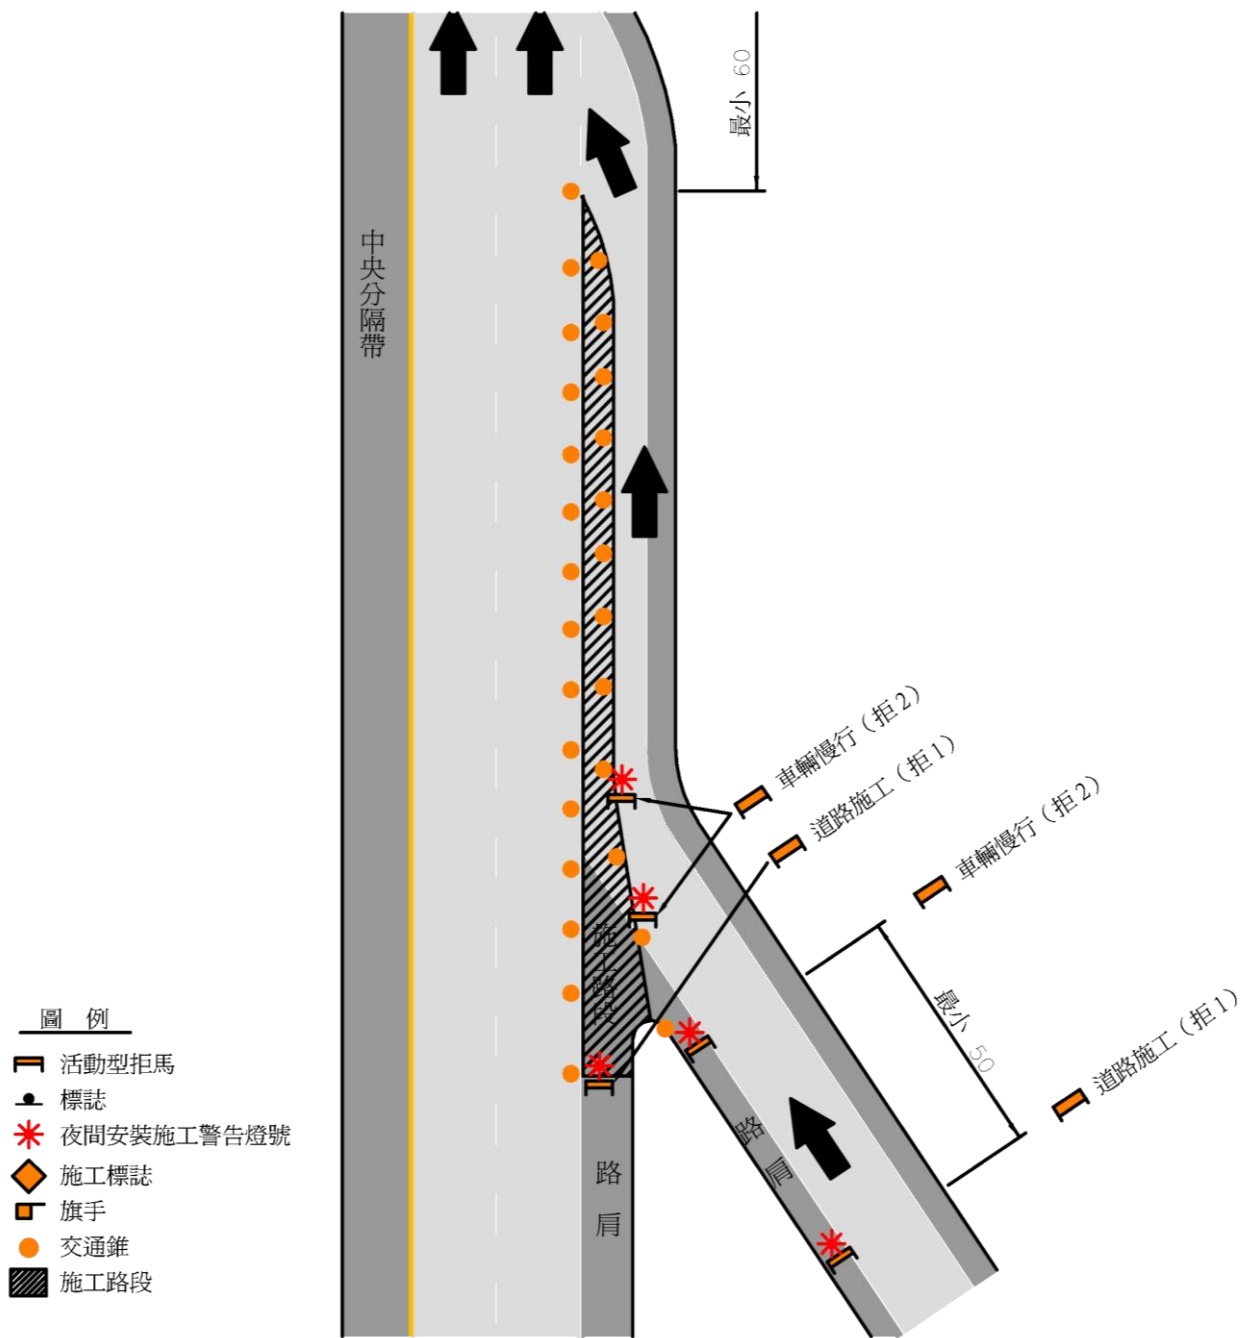 最小 60
中央分隔帶
車輛慢行（拒2）
道路施工（拒1）
車輛慢行（拒2）
最小 50
道路施工（拒1）
施工路段
路肩
路肩
圖例
活動型拒馬
標誌
夜間安裝施工警告燈號
施工標誌
旗手
交通錐
施工路段